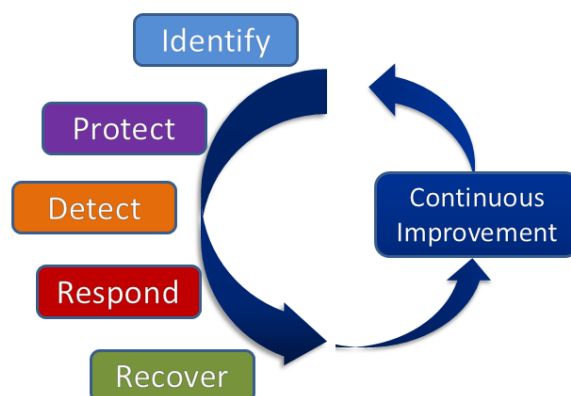 Identify
Protect
Detect
Respond
Recover
Continuous
Improvement